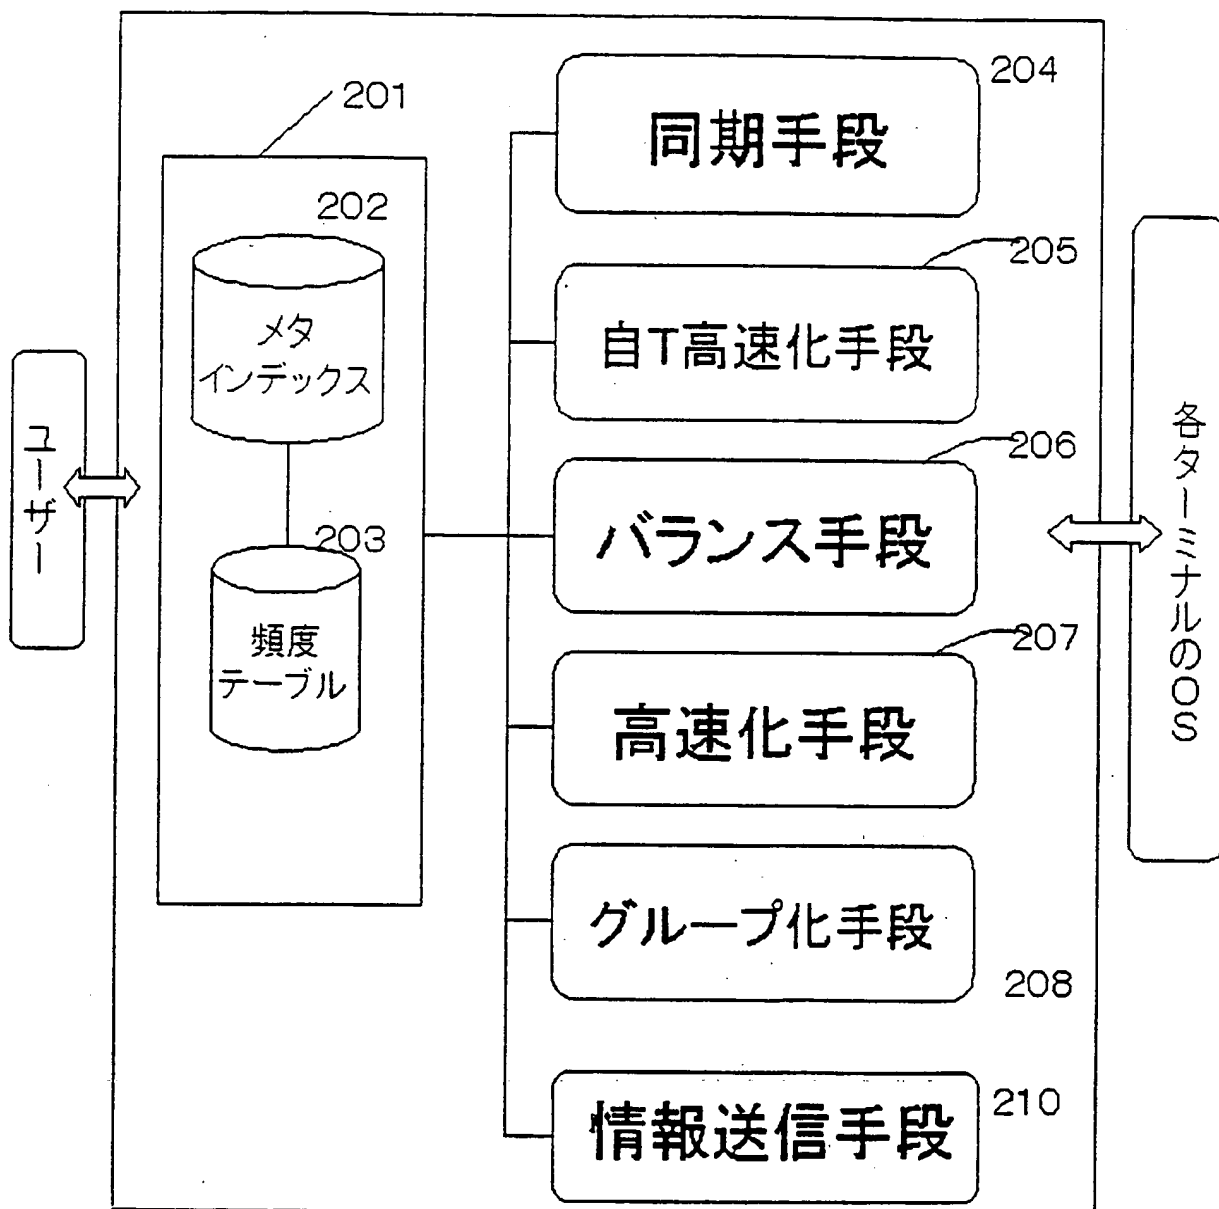 201
202
メタ
インデックス
203
頻度
テーブル
ユーザー
204
同期手段
205
自T高速化手段
206
バランス手段
207
高速化手段
グループ化手段
208
情報送信手段
210
各ターミナルのOS